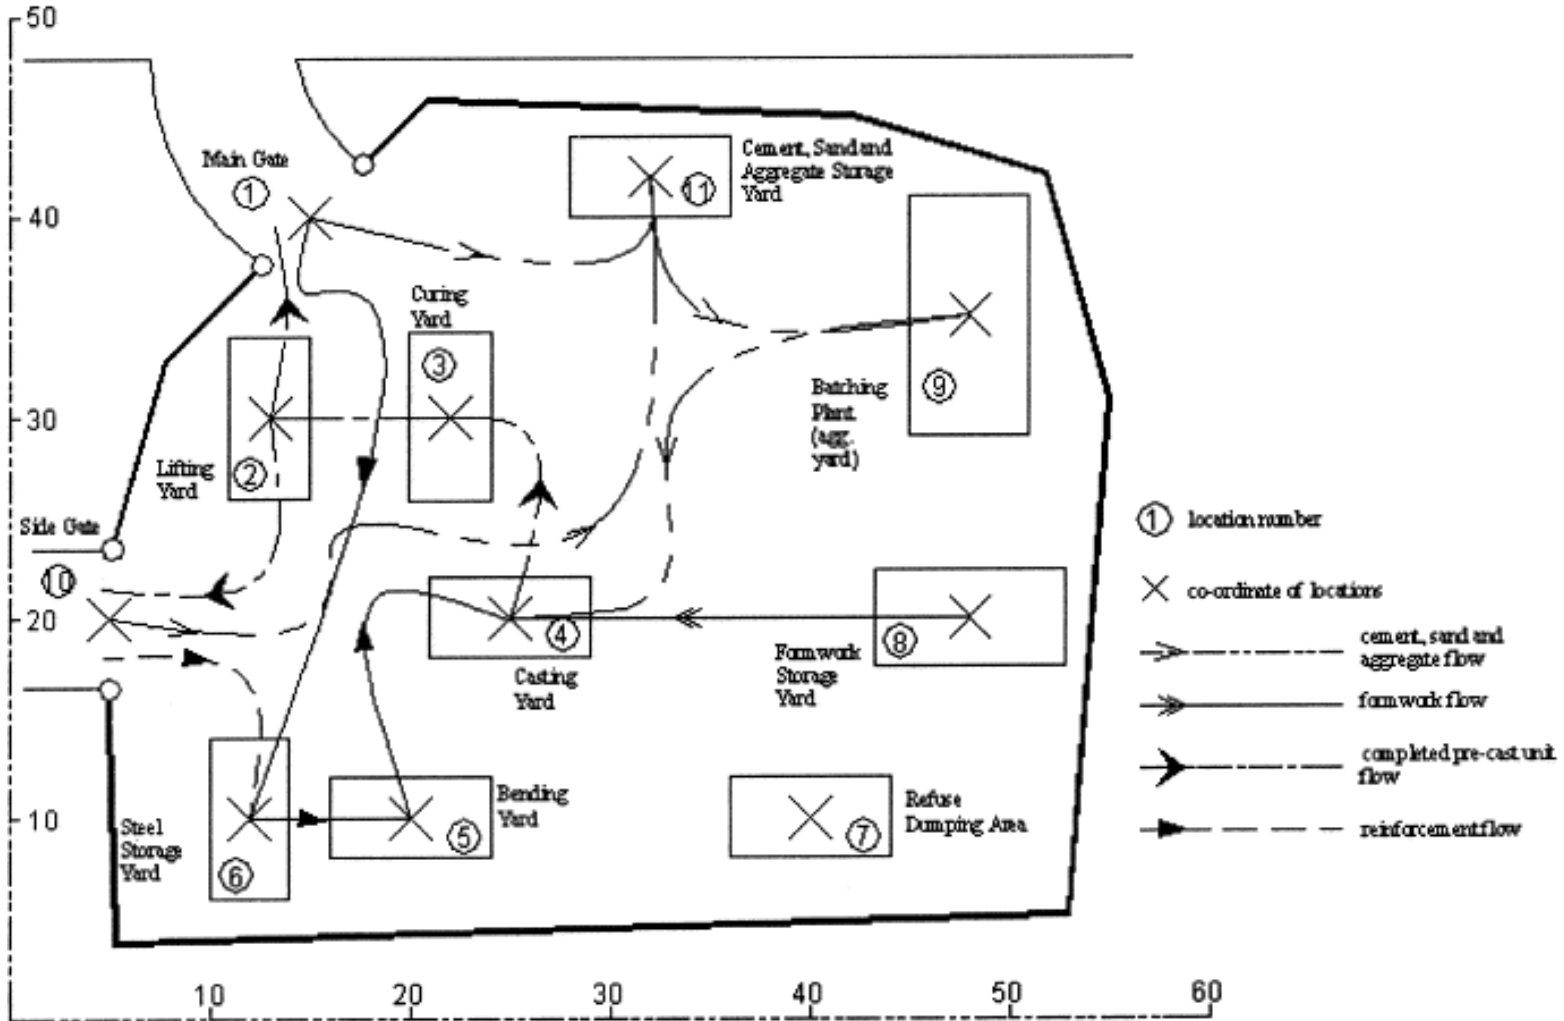 50
Main Gate
1
Cement, Sand and
Aggregate Storage
Yard
11
40
Curing
Yard
3
Batching
Plant
(agg.
yard)
9
30
Lifting
Yard
2
Side Gate
10
1 location number
co-ordinate of locations
20
4
Casting
Yard
Formwork
Storage
Yard
8
cement, sand and
aggregate flow
formwork flow
completed pre-cast unit
flow
reinforcement flow
10
Steel
Storage
Yard
6
Bending
Yard
5
7
Refuse
Dumping Area
10
20
30
40
50
60